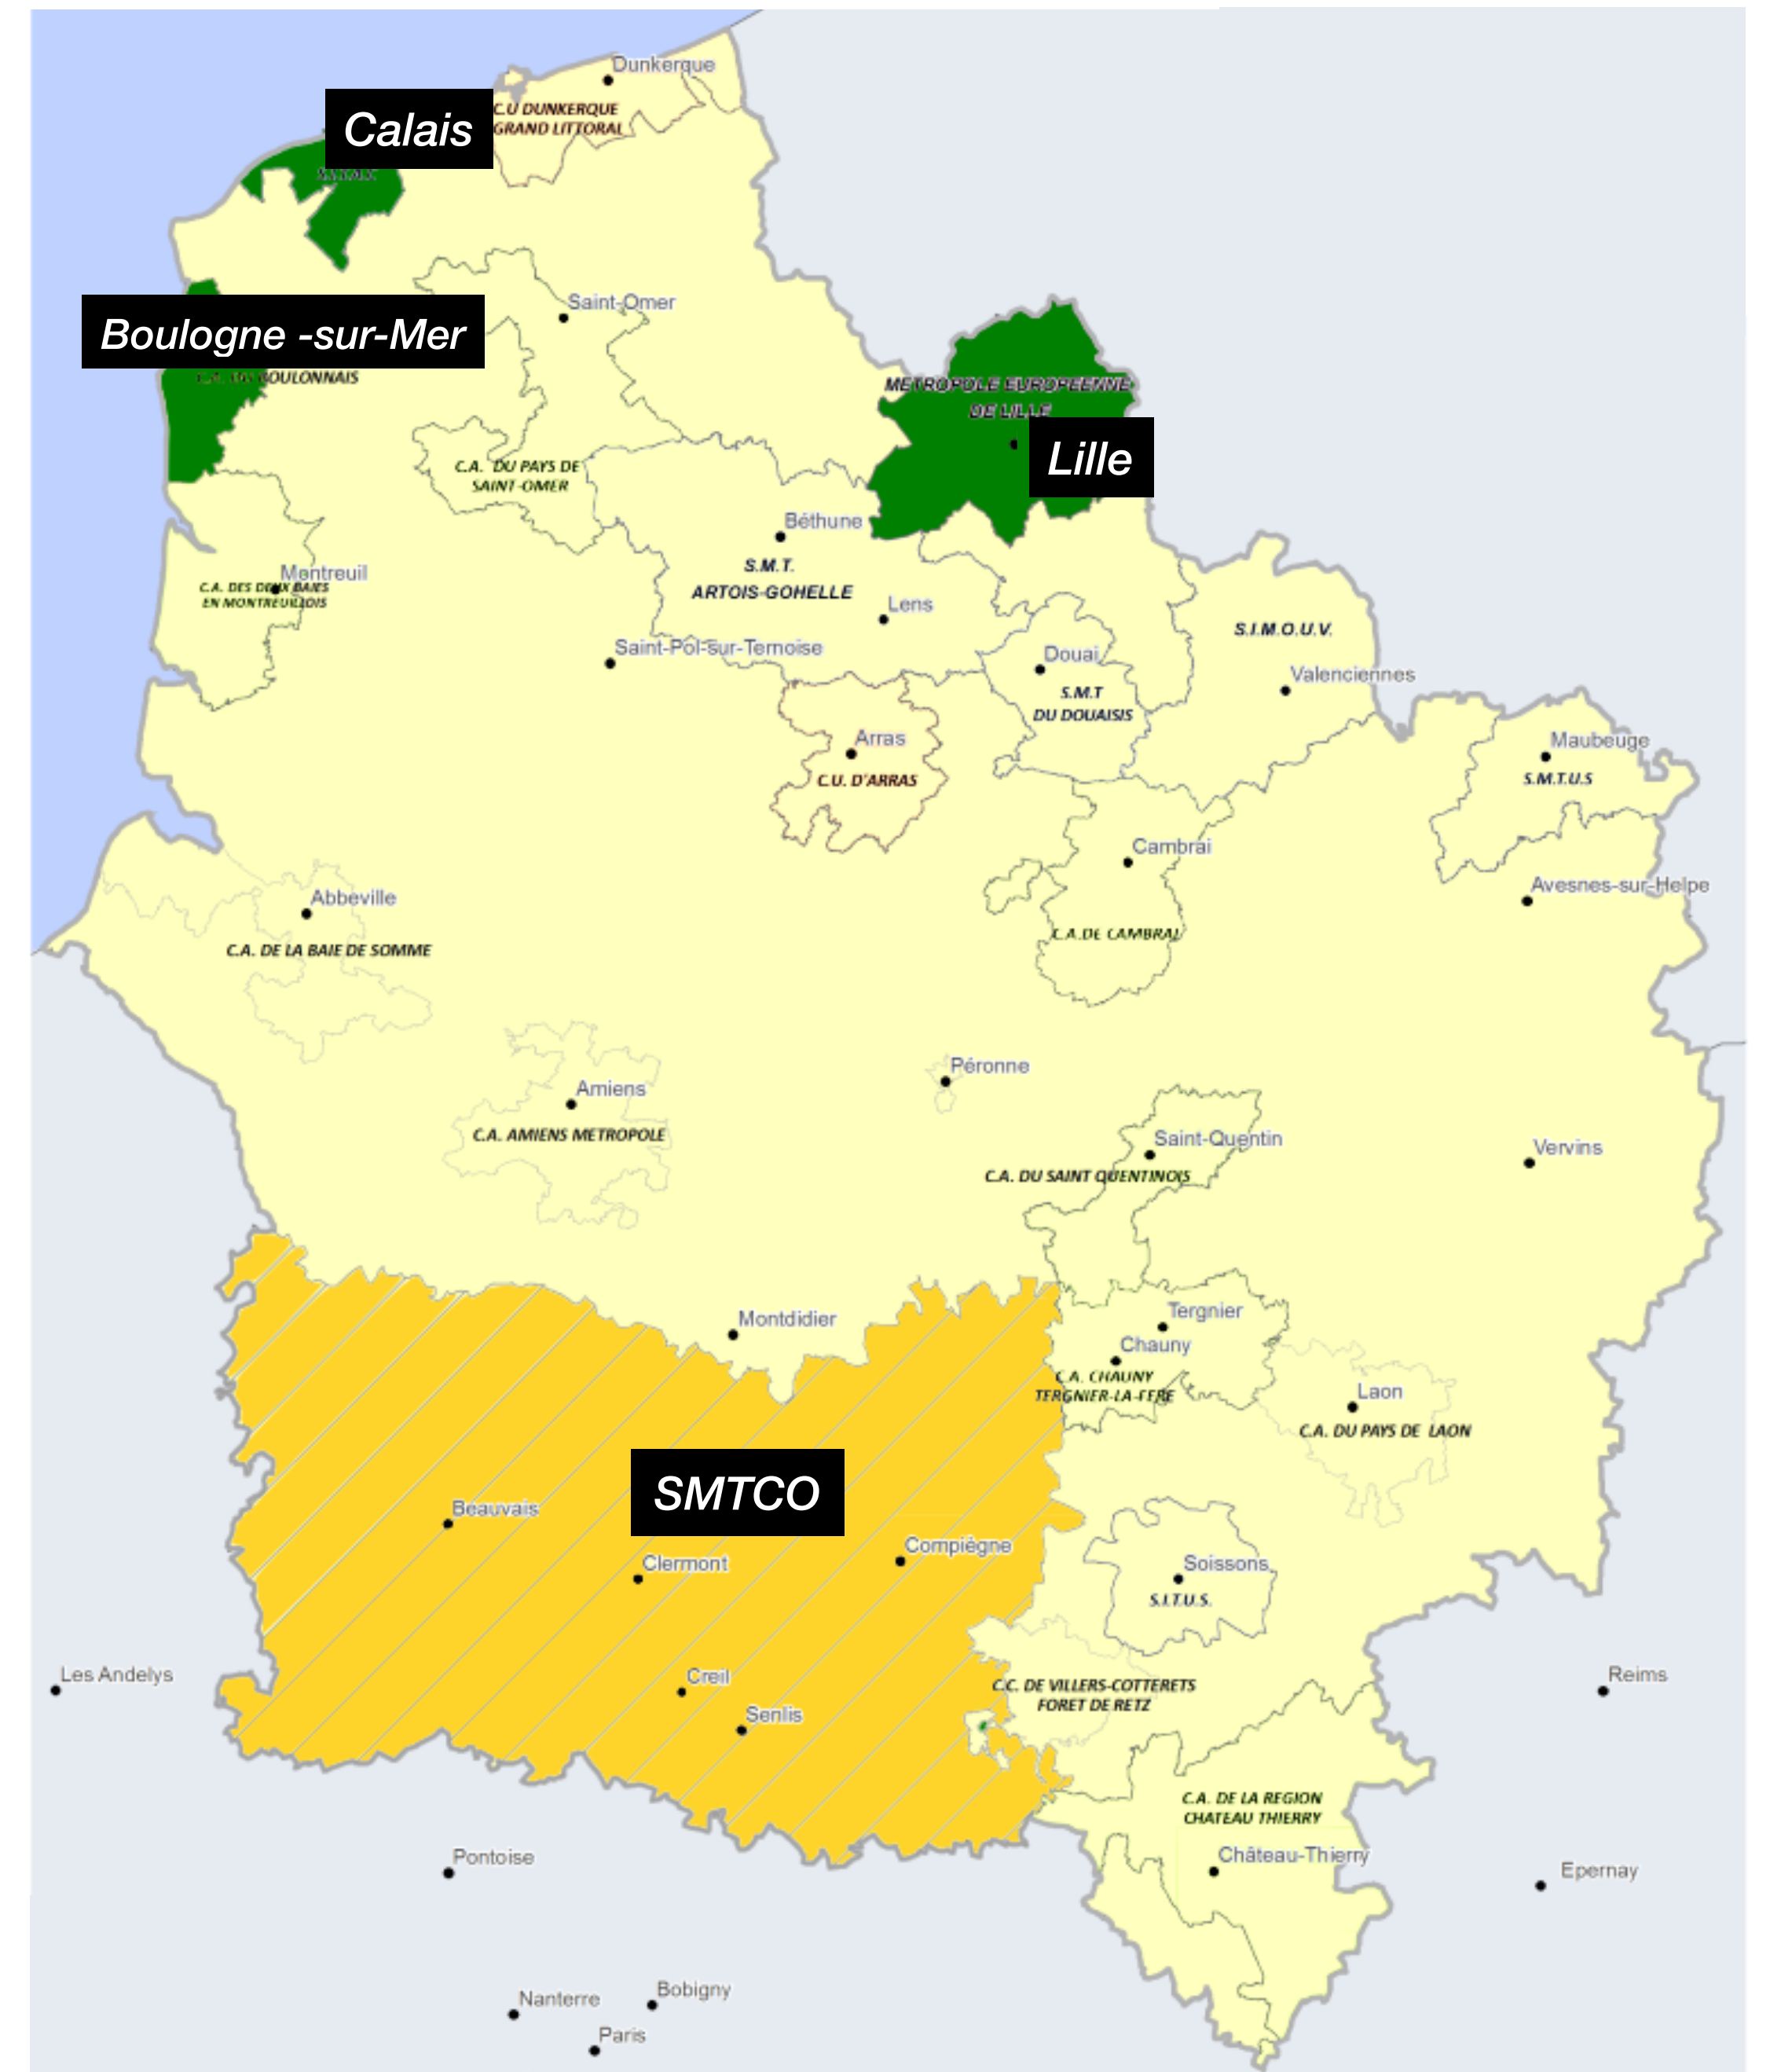 Dunkerque
C.U DUNKERQUE
GRAND LITTORAL
Calais
Boulogne -sur-Mer
Saint-Omer
METROPOLE EUROPEENNE
DE LILLE
Lille
C.A. DU PAYS DE
SAINT-OMER
Béthune
S.M.T.
ARTOIS-GOHELLE
Montreuil
C.A. DES DEUX BAIES
EN MONTREUILLOIS
Lens
S.I.M.O.U.V.
Saint-Pol-sur-Ternoise
Douai
Valenciennes
S.M.T
DU DOUAISIS
Arras
C.U. D'ARRAS
Maubeuge
S.M.T.U.S
Cambrai
C.A.DE CAMBRAI
Avesnes-sur-Helpe
Abbeville
C.A. DE LA BAIE DE SOMME
Péronne
Amiens
C.A. AMIENS METROPOLE
Saint-Quentin
C.A. DU SAINT QUENTINOIS
Vervins
Montdidier
Tergnier
Chauny
C.A. CHAUNY
TERGNIER-LA-FERE
Laon
C.A. DU PAYS DE LAON
SMTCO
Beauvais
Clermont
Compiègne
Soissons
S.I.T.U.S.
Les Andelys
Creil
Senlis
C.C. DE VILLERS-COTTERETS
FORET DE RETZ
Reims
C.A. DE LA REGION
CHATEAU THIERRY
Château-Thierry
Pontoise
Epernay
Nanterre
Bobigny
Paris